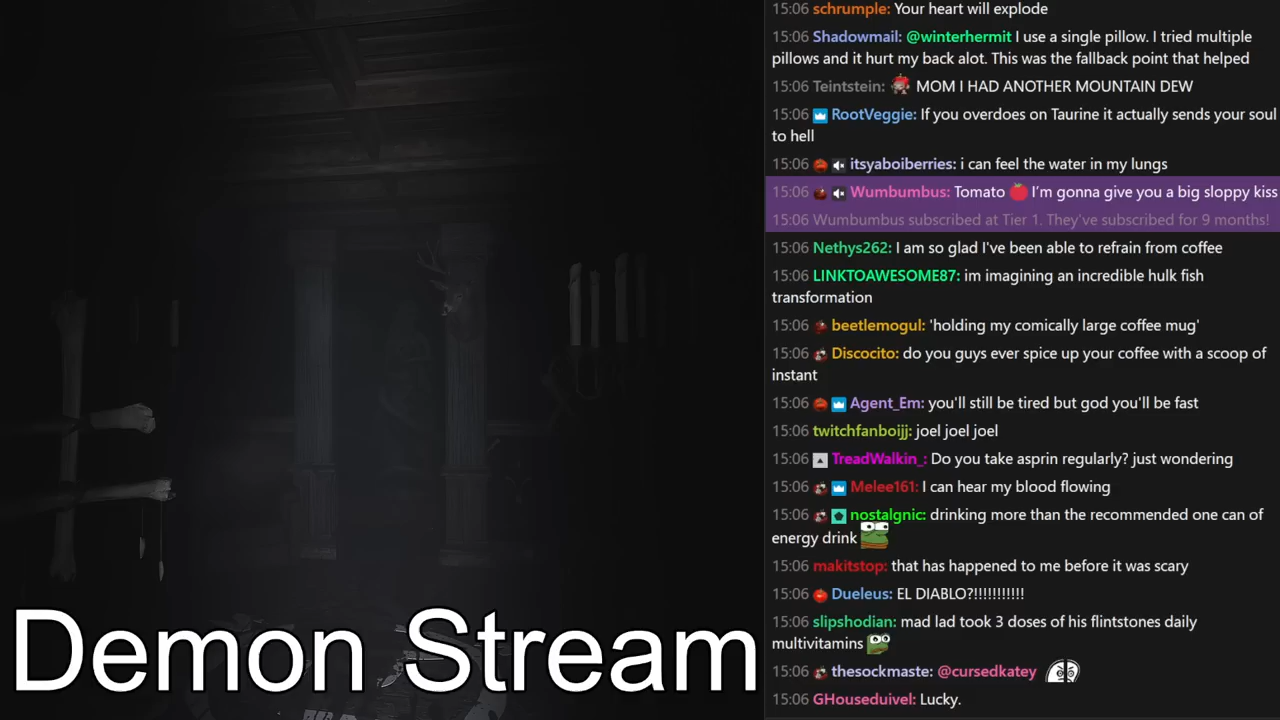 15:06 schrumple: Your heart will explode
15:06 Shadowmail: @winterhermit I use a single pillow. I tried multiple
pillows and it hurt my back alot. This was the fallback point that helped
15:06 Teintstein: MOM I HAD ANOTHER MOUNTAIN DEW
15:06 RootVeggie: If you overdoes on Taurine it actually sends your soul
to hell
15:06 itsyaboiberries: i can feel the water in my lungs
15:06 Wumbumbus: Tomato 🍅 I’m gonna give you a big sloppy kiss
15:06 Wumbumbus subscribed at Tier 1. They've subscribed for 9 months!
15:06 Nethys262: I am so glad I've been able to refrain from coffee
15:06 LINKTOAWESOME87: im imagining an incredible hulk fish
transformation
15:06 beetlemogul: 'holding my comically large coffee mug'
15:06 Discocito: do you guys ever spice up your coffee with a scoop of
instant
15:06 Agent_Em: you'll still be tired but god you'll be fast
15:06 twitchfanboijj: joel joel joel
15:06 TreadWalkin_: Do you take asprin regularly? just wondering
15:06 Melee161: I can hear my blood flowing
15:06 nostalgnic: drinking more than the recommended one can of
energy drink
15:06 makitstop: that has happened to me before it was scary
15:06 Dueleus: EL DIABLO?!!!!!!!!!!!
15:06 slipshodian: mad lad took 3 doses of his flintstones daily
multivitamins
15:06 thesockmaste: @cursedkatey
15:06 GHouseduivel: Lucky.
Demon Stream